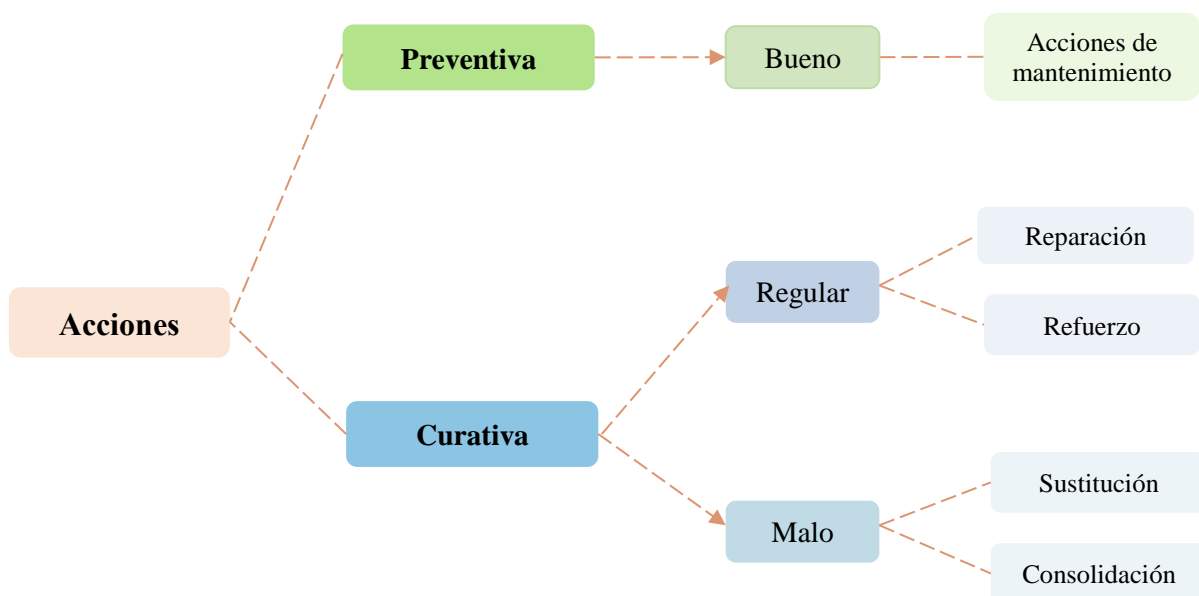 Preventiva
Bueno
Acciones de
mantenimiento
Reparación
Regular
Refuerzo
Acciones
Curativa
Sustitución
Malo
Consolidación